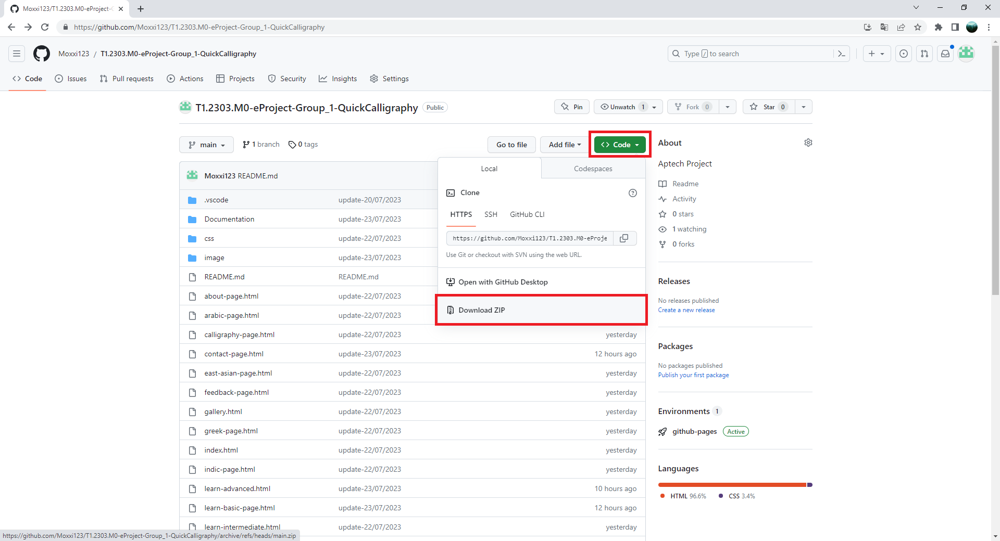 Moxxi123/T1.2303.M0-eProject-G
https://github.com/Moxxi123/T1.2303.M0-eProject-Group_1-QuickCalligraphy
Moxxi123 / T1.2303.M0-eProject-Group_1-QuickCalligraphy
Type / to search
Code Issues Pull requests Actions Projects Security Insights Settings
T1.2303.M0-eProject-Group_1-QuickCalligraphy Public
Pin Unwatch 1 Fork 0 Star 0
main 1 branch 0 tags Go to file Add file Code
Local Codespaces
Clone
HTTPS SSH GitHub CLI
https://github.com/Moxxi123/T1.2303.M0-eProje
Use Git or checkout with SVN using the web URL.
Open with GitHub Desktop
Download ZIP
Moxxi123 README.md
.vscode update-20/07/2023
Documentation update-20/07/2023
css update-22/07/2023
image update-23/07/2023
README.md README.md
about-page.html update-22/07/2023
arabic-page.html update-22/07/2023
calligraphy-page.html update-22/07/2023 yesterday
contact-page.html update-23/07/2023 12 hours ago
east-asian-page.html update-22/07/2023 yesterday
feedback-page.html update-22/07/2023 yesterday
gallery.html update-22/07/2023 yesterday
greek-page.html update-22/07/2023 yesterday
index.html update-22/07/2023 yesterday
indic-page.html update-22/07/2023 yesterday
learn-advanced.html update-23/07/2023 10 hours ago
learn-basic-page.html update-23/07/2023 12 hours ago
learn-intermediate.html update-22/07/2023 yesterday
About
Aptech Project
Readme
Activity
0 stars
1 watching
0 forks
Releases
No releases published
Create a new release
Packages
No packages published
Publish your first package
Environments 1
github-pages Active
Languages
HTML 96.6% CSS 3.4%
https://github.com/Moxxi123/T1.2303.M0-eProject-Group_1-QuickCalligraphy/archive/refs/heads/main.zip